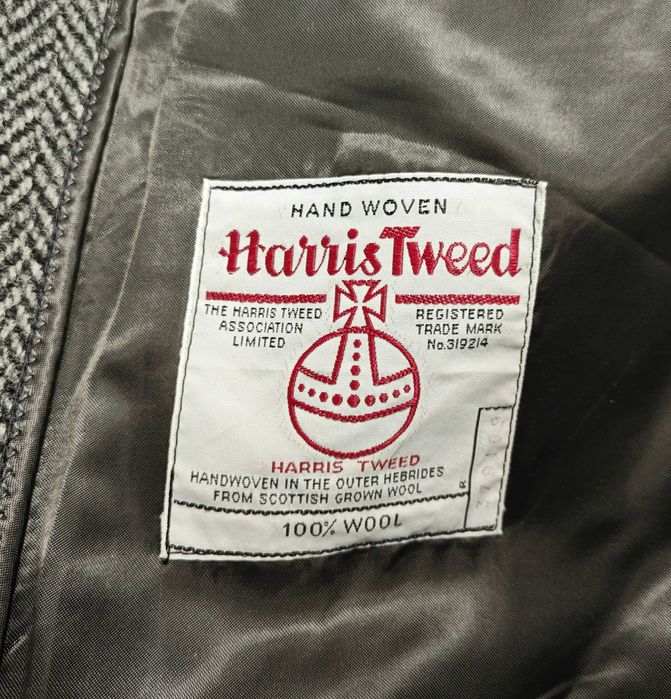 HAND WOVEN
Harris Tweed
THE HARRIS TWEED
ASSOCIATION
LIMITED
REGISTERED
TRADE MARK
No.319214
HARRIS TWEED
HANDWOVEN IN THE OUTER HEBRIDES
FROM SCOTTISH GROWN WOOL
R
100% WOOL